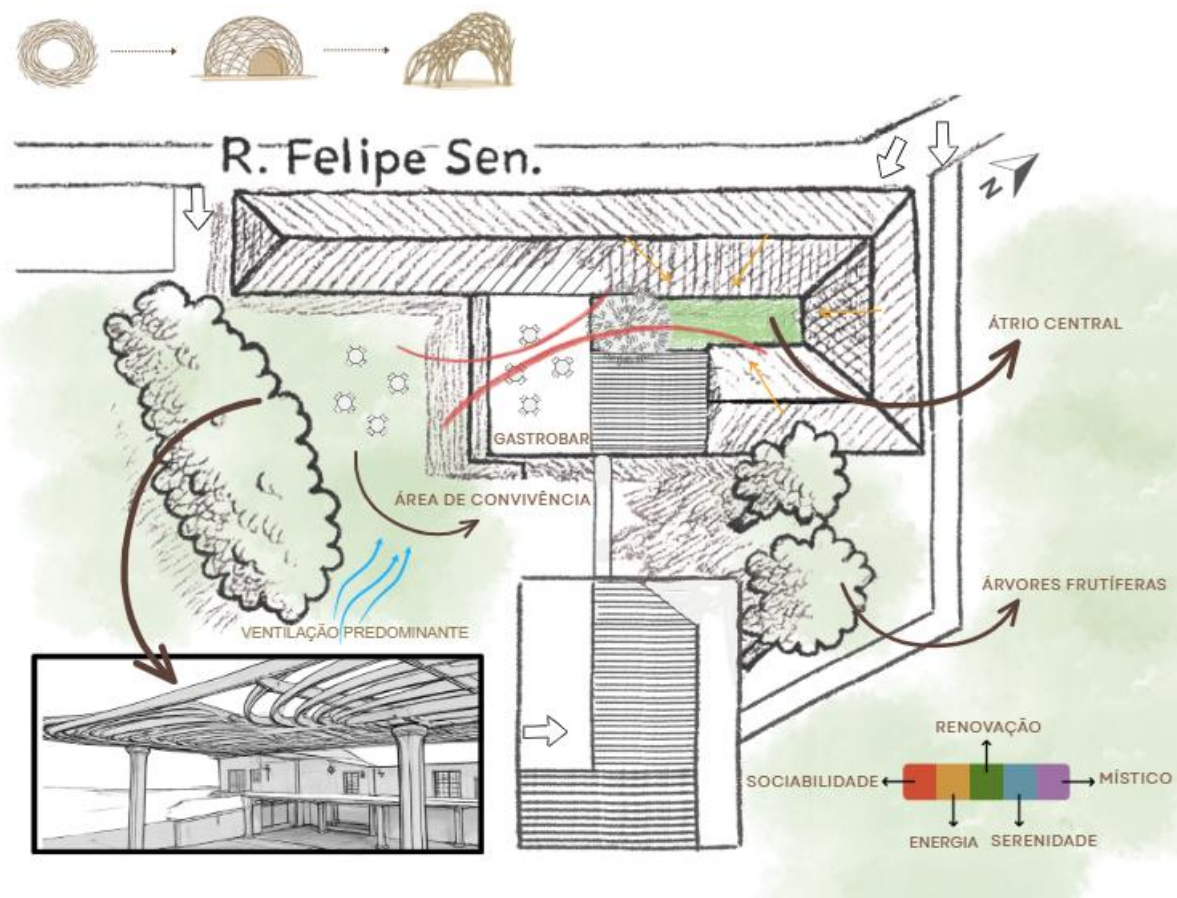 R. Felipe Sen.
N
ÁTRIO CENTRAL
GASTROBAR
ÁREA DE CONVIVÊNCIA
ÁRVORES FRUTÍFERAS
VENTILAÇÃO PREDOMINANTE
RENOVAÇÃO
SOCIABILIDADE
MÍSTICO
ENERGIA
SERENIDADE